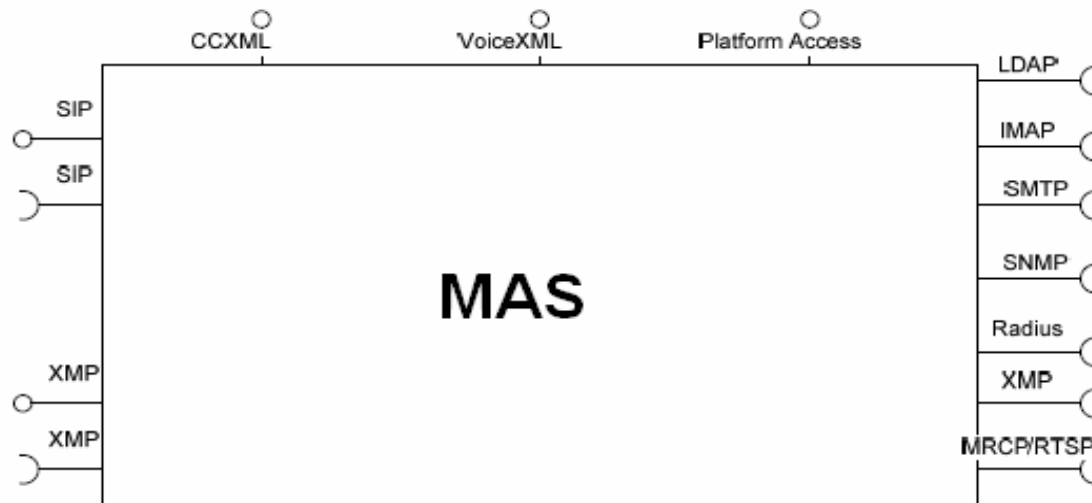 CCXML
VoiceXML
Platform Access
LDAP
SIP
IMAP
SIP
SMTP
MAS
SNMP
Radius
XMP
XMP
XMP
MRCP/RTSP